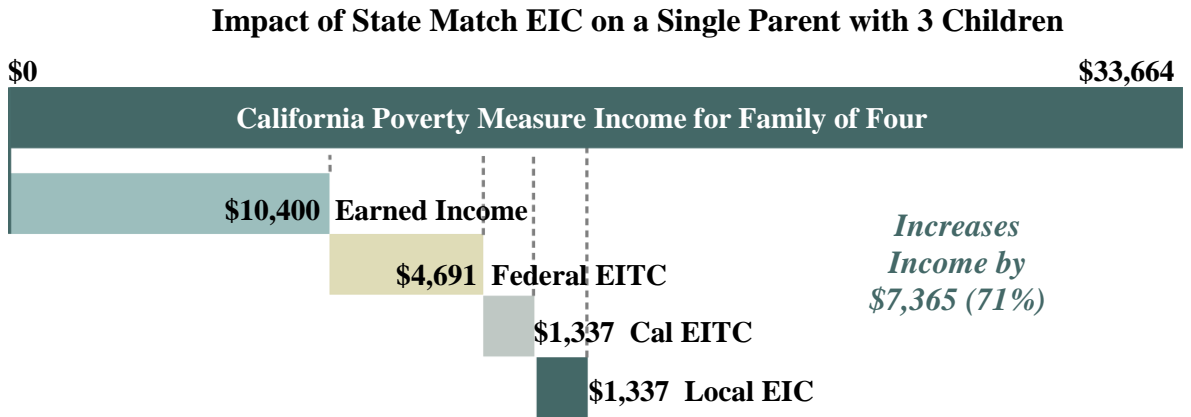 Impact of State Match EIC on a Single Parent with 3 Children
$0 $33,664
California Poverty Measure Income for Family of Four
$10,400 Earned Income
$4,691 Federal EITC
$1,337 Cal EITC
$1,337 Local EIC
Increases
Income by
$7,365 (71%)